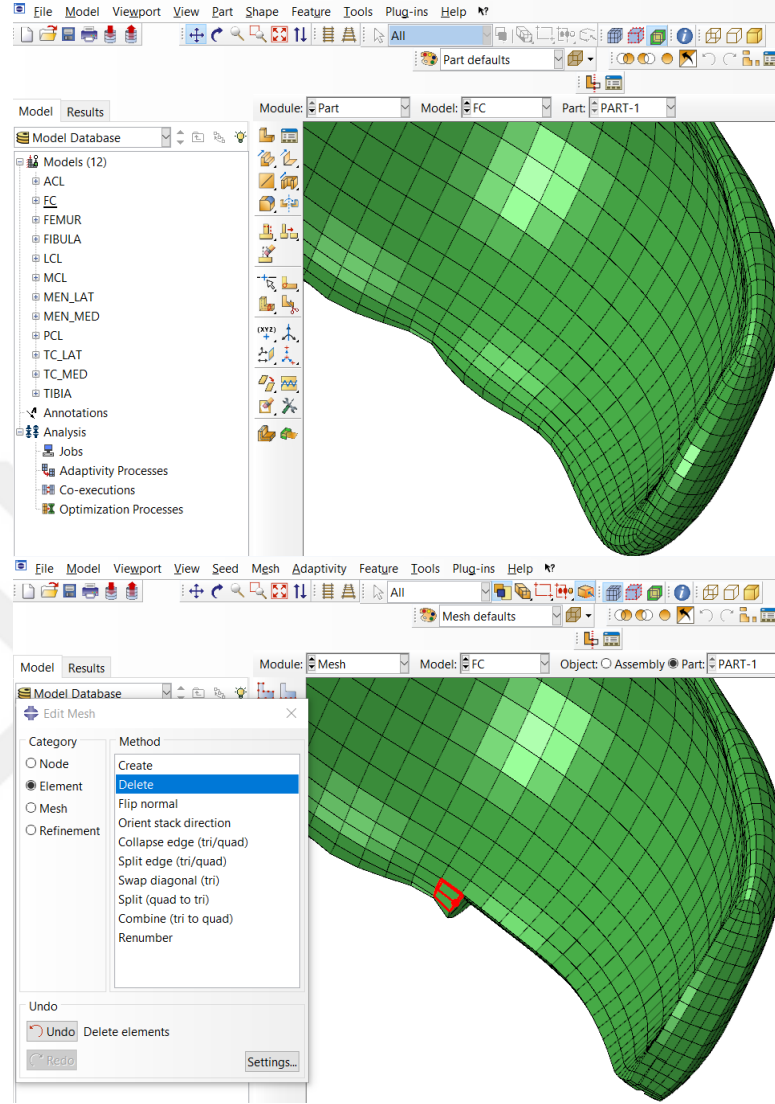 File Model Viewport View Part Shape Feature Tools Plug-ins Help
All
Part defaults
Model Results
Module: Part Model: FC Part: PART-1
Model Database
Models (12)
ACL
FC
FEMUR
FIBULA
LCL
MCL
MEN_LAT
MEN_MED
PCL
TC_LAT
TC_MED
TIBIA
Annotations
Analysis
Jobs
Adaptivity Processes
Co-executions
Optimization Processes
(XYZ)
File Model Viewport View Seed Mesh Adaptivity Feature Tools Plug-ins Help
All
Mesh defaults
Model Results
Module: Mesh Model: FC Object: Assembly Part: PART-1
Model Database
Edit Mesh
Category Method
Node
Element
Mesh
Refinement
Create
Delete
Flip normal
Orient stack direction
Collapse edge (tri/quad)
Split edge (tri/quad)
Swap diagonal (tri)
Split (quad to tri)
Combine (tri to quad)
Renumber
Undo
Undo Delete elements
Redo
Settings...